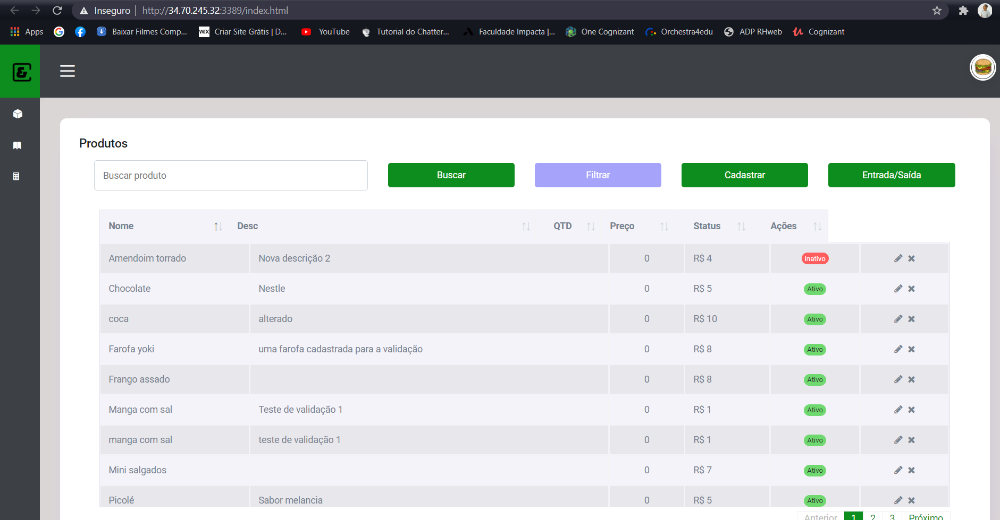 Inseguro | http://34.70.245.32:3389/index.html
Apps Baixar Filmes Comp... WIX Criar Site Grátis | D... YouTube Tutorial do Chatter... Faculdade Impacta |... One Cognizant Orchestra4edu ADP RHweb Cognizant
&
Produtos
Buscar produto Buscar Filtrar Cadastrar Entrada/Saída
Nome Desc QTD Preço Status Ações
Amendoim torrado Nova descrição 2 0 R$ 4 Inativo
Chocolate Nestle 0 R$ 5 Ativo
coca alterado 0 R$ 10 Ativo
Farofa yoki uma farofa cadastrada para a validação 0 R$ 8 Ativo
Frango assado 0 R$ 8 Ativo
Manga com sal Teste de validação 1 0 R$ 1 Ativo
manga com sal teste de validação 1 0 R$ 1 Ativo
Mini salgados 0 R$ 7 Ativo
Picolé Sabor melancia 0 R$ 5 Ativo
Anterior 1 2 3 Próximo